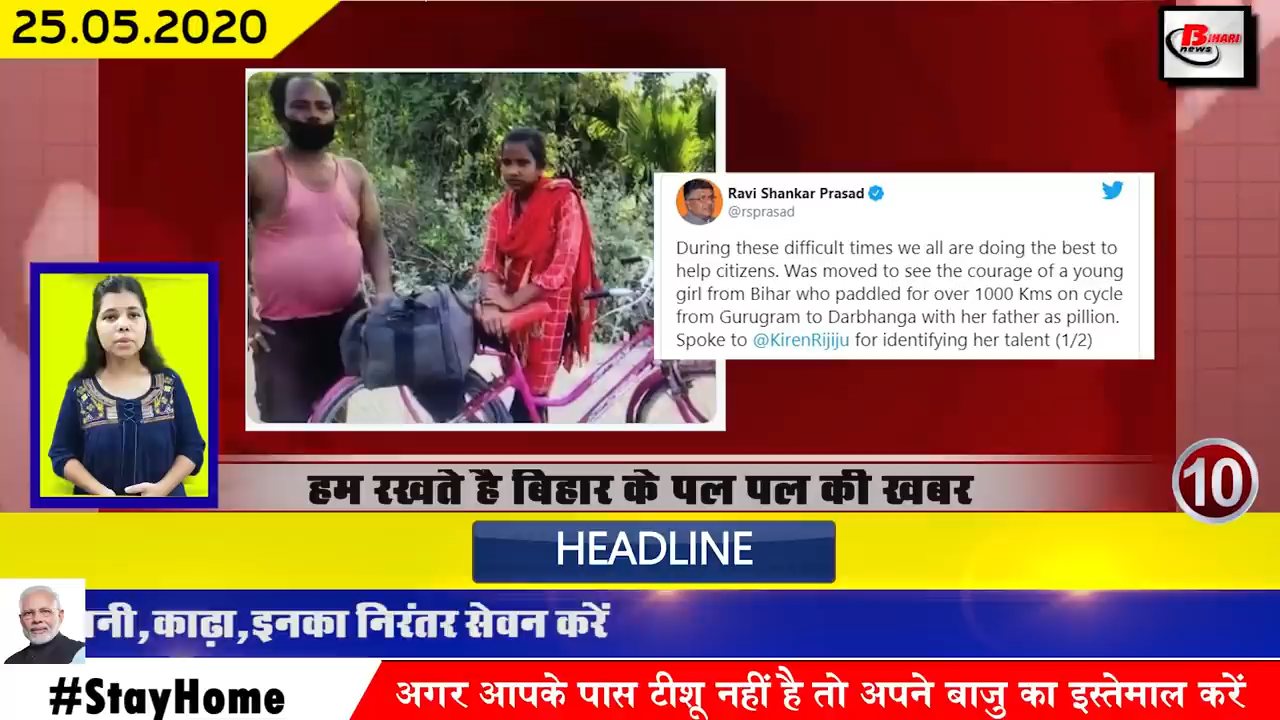 25.05.2020
BIHARI
news
Ravi Shankar Prasad
@rsprasad
During these difficult times we all are doing the best to
help citizens. Was moved to see the courage of a young
girl from Bihar who paddled for over 1000 Kms on cycle
from Gurugram to Darbhanga with her father as pillion.
Spoke to @KirenRijiju for identifying her talent (1/2)
हम रखते है बिहार के पल पल की खबर
10
HEADLINE
नी,काढ़ा,इनका निरंतर सेवन करें
#StayHome
अगर आपके पास टीशू नहीं है तो अपने बाजु का इस्तेमाल करें